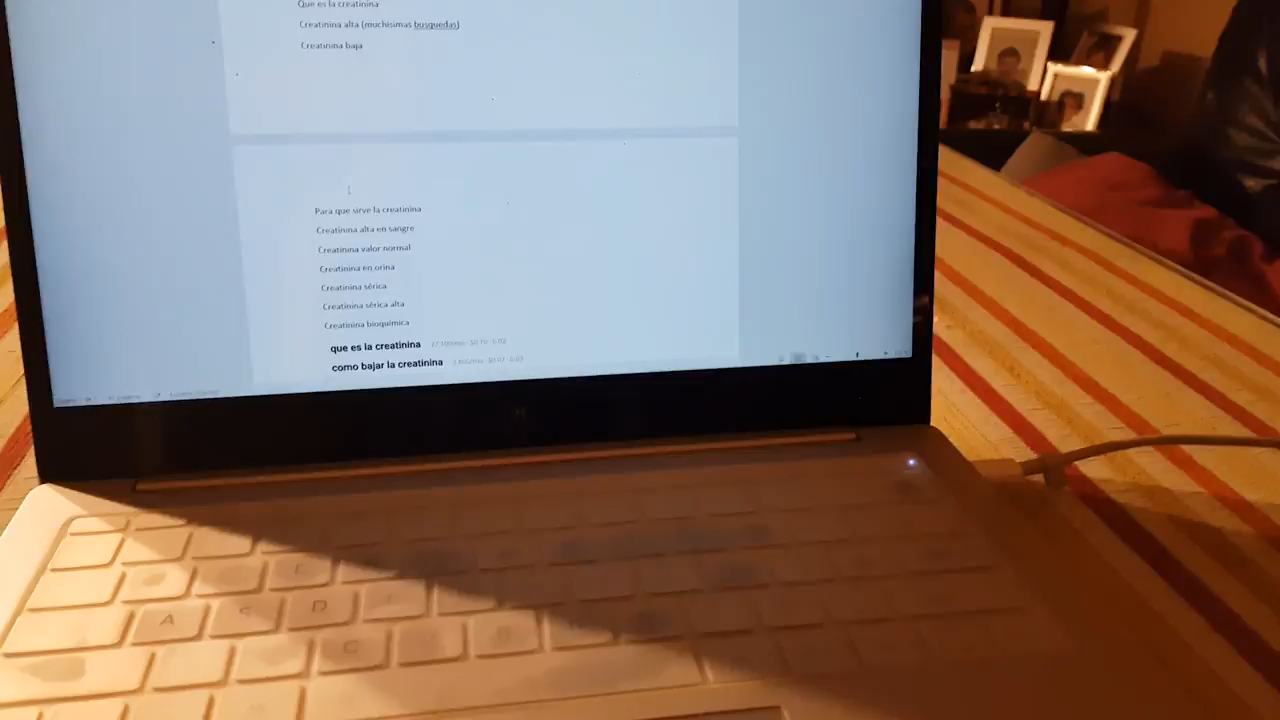 Que es la creatinina
Creatinina alta (muchisimas busquedas)
Creatinina baja
Para que sirve la creatinina
Creatinina alta en sangre
Creatinina valor normal
Creatinina en orina
Creatinina sérica
Creatinina sérica alta
Creatinina bioquimica
que es la creatinina
como bajar la creatinina
A S D
C